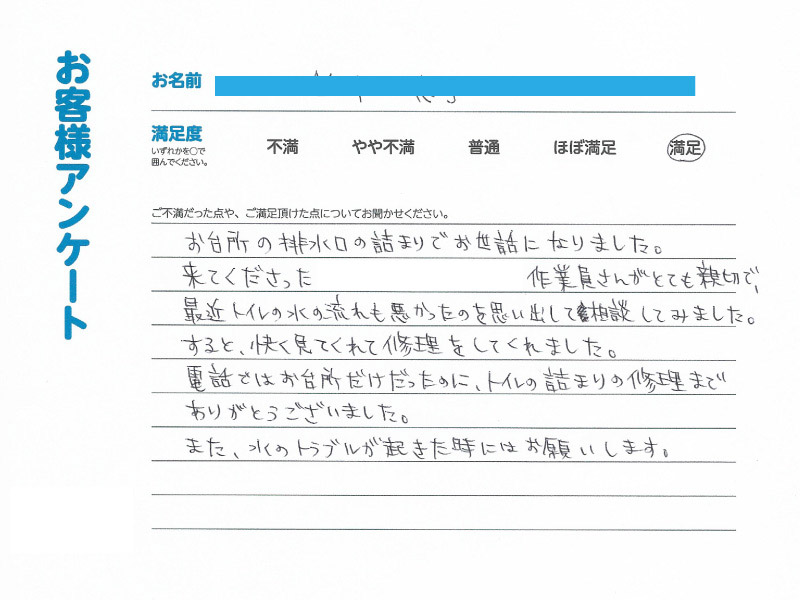 お客様アンケート
お名前
満足度
いずれかを〇で
囲んでください。
不満 やや不満 普通 ほぼ満足 満足
ご不満だった点や、ご満足頂けた点についてお聞かせください。
お台所の排水口の詰まりでお世話になりました。
来てくださった 作業員さんがとても親切で、
最近トイレの水の流れも悪かったのを思い出して相談してみました。
すると、快く見てくれて修理をしてくれました。
電話ではお台所だけだったのに、トイレの詰まりの修理まで
ありがとうございました。
また、水のトラブルが起きた時にはお願いします。